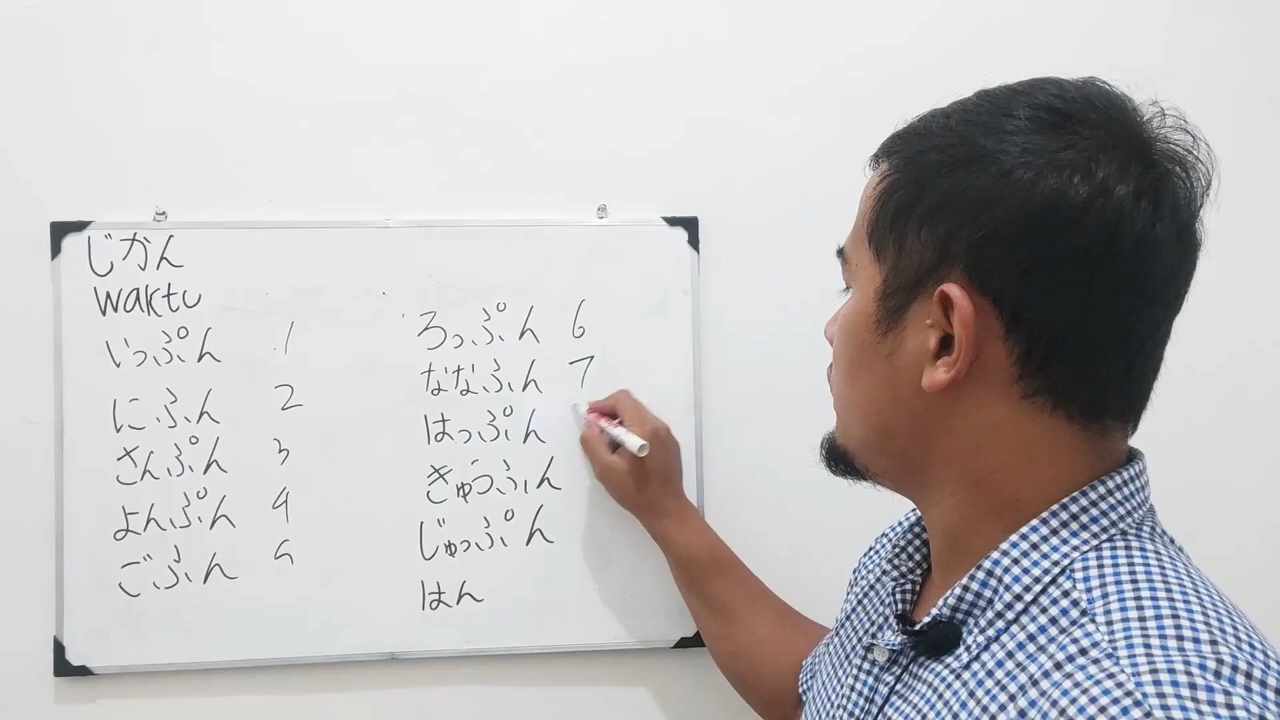 じかん
waktu
いっぷん 1
にふん 2
さんぷん 3
よんぷん 4
ごふん 5
ろっぷん 6
ななふん 7
はっぷん
きゅうふん
じゅっぷん
はん